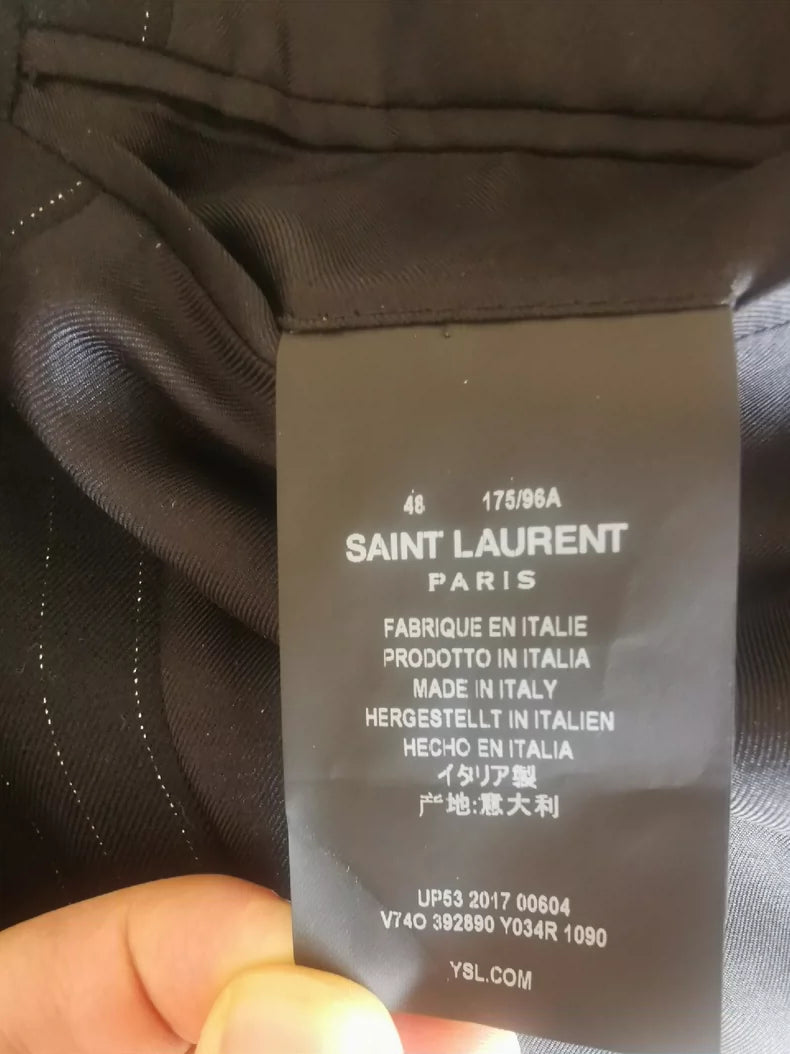 48 175/96A
SAINT LAURENT
PARIS
FABRIQUE EN ITALIE
PRODOTTO IN ITALIA
MADE IN ITALY
HERGESTELLT IN ITALIEN
HECHO EN ITALIA
イタリア製
产地:意大利
UP53 2017 00604
V74O 392890 Y034R 1090
YSL.COM